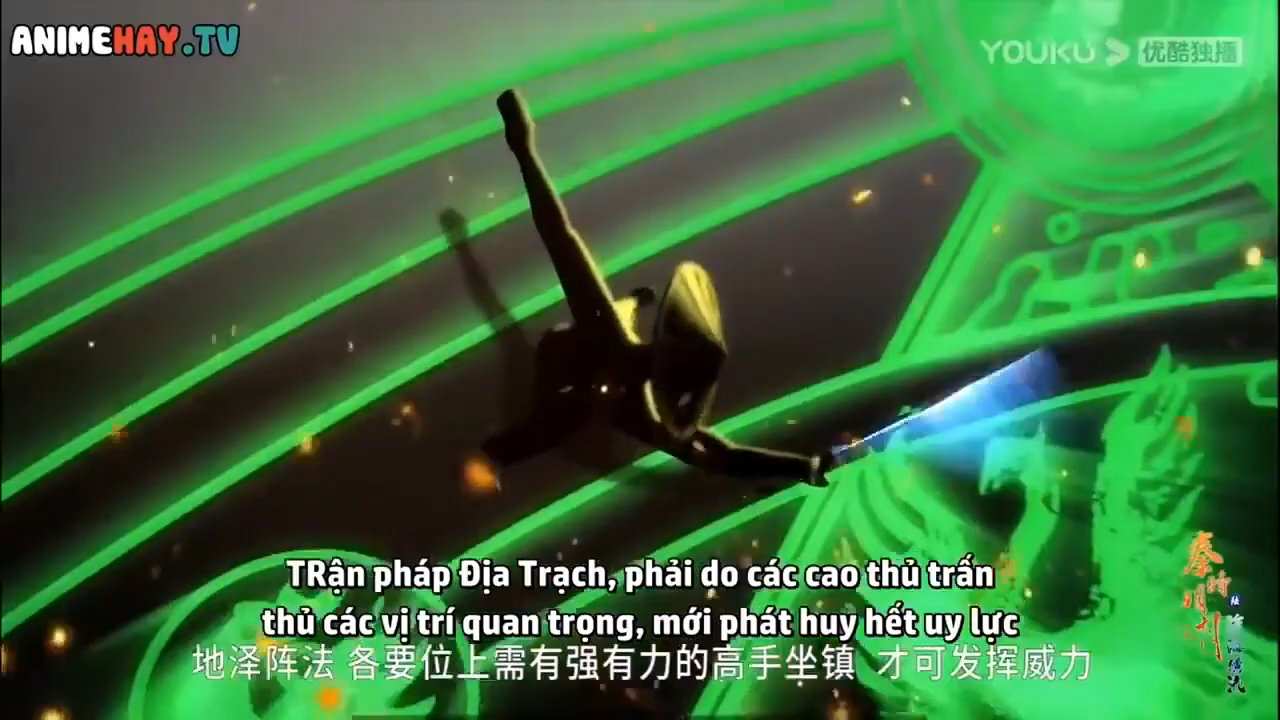 ANIMEHAY.TV
YOUKU 优酷独播
TRận pháp Địa Trạch, phải do các cao thủ trấn
thủ các vị trí quan trọng, mới phát huy hết uy lực
地泽阵法 各要位上需有强有力的高手坐镇 才可发挥威力
秦时明月